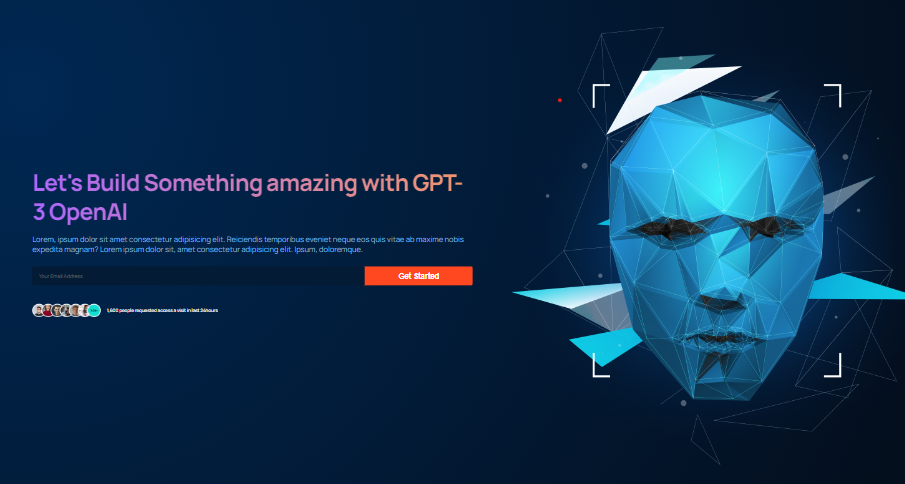 Let's Build Something amazing with GPT-
3 OpenAI
Lorem, ipsum dolor sit amet consectetur adipisicing elit. Reiciendis temporibus eveniet neque eos quis vitae ab maxime nobis
expedita magnam? Lorem ipsum dolor sit, amet consectetur adipisicing elit. Ipsum, doloremque.
Your Email Address
Get Started
1,600 people requested access a visit in last 24hours